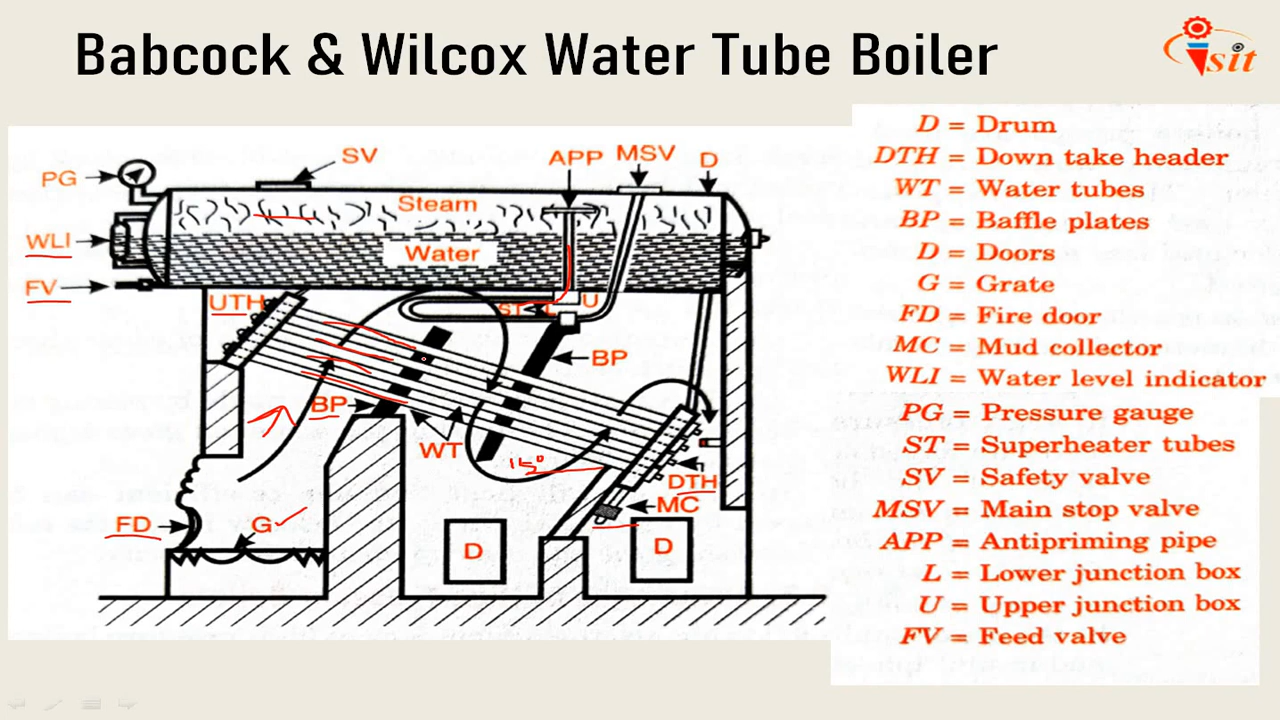 Babcock & Wilcox Water Tube Boiler
isit
SV
APP
MSV
D
PG
Steam
WLI
Water
FV
UTH
ST
L
U
BP
BP
WT
15°
DTH
MC
FD
G
D
D
D = Drum
DTH = Down take header
WT = Water tubes
BP = Baffle plates
D = Doors
G = Grate
FD = Fire door
MC = Mud collector
WLI = Water level indicator
PG = Pressure gauge
ST = Superheater tubes
SV = Safety valve
MSV = Main stop valve
APP = Antipriming pipe
L = Lower junction box
U = Upper junction box
FV = Feed valve